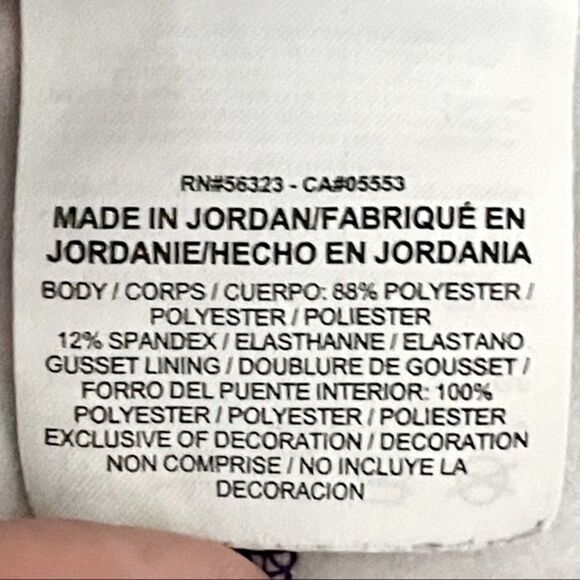 RN#56323 - CA#05553
MADE IN JORDAN/FABRIQUÉ EN
JORDANIE/HECHO EN JORDANIA
BODY / CORPS / CUERPO: 88% POLYESTER /
POLYESTER / POLIESTER
12% SPANDEX / ELASTHANNE / ELASTANO
GUSSET LINING / DOUBLURE DE GOUSSET /
FORRO DEL PUENTE INTERIOR: 100%
POLYESTER / POLYESTER / POLIESTER
EXCLUSIVE OF DECORATION / DECORATION
NON COMPRISE / NO INCLUYE LA
DECORACION